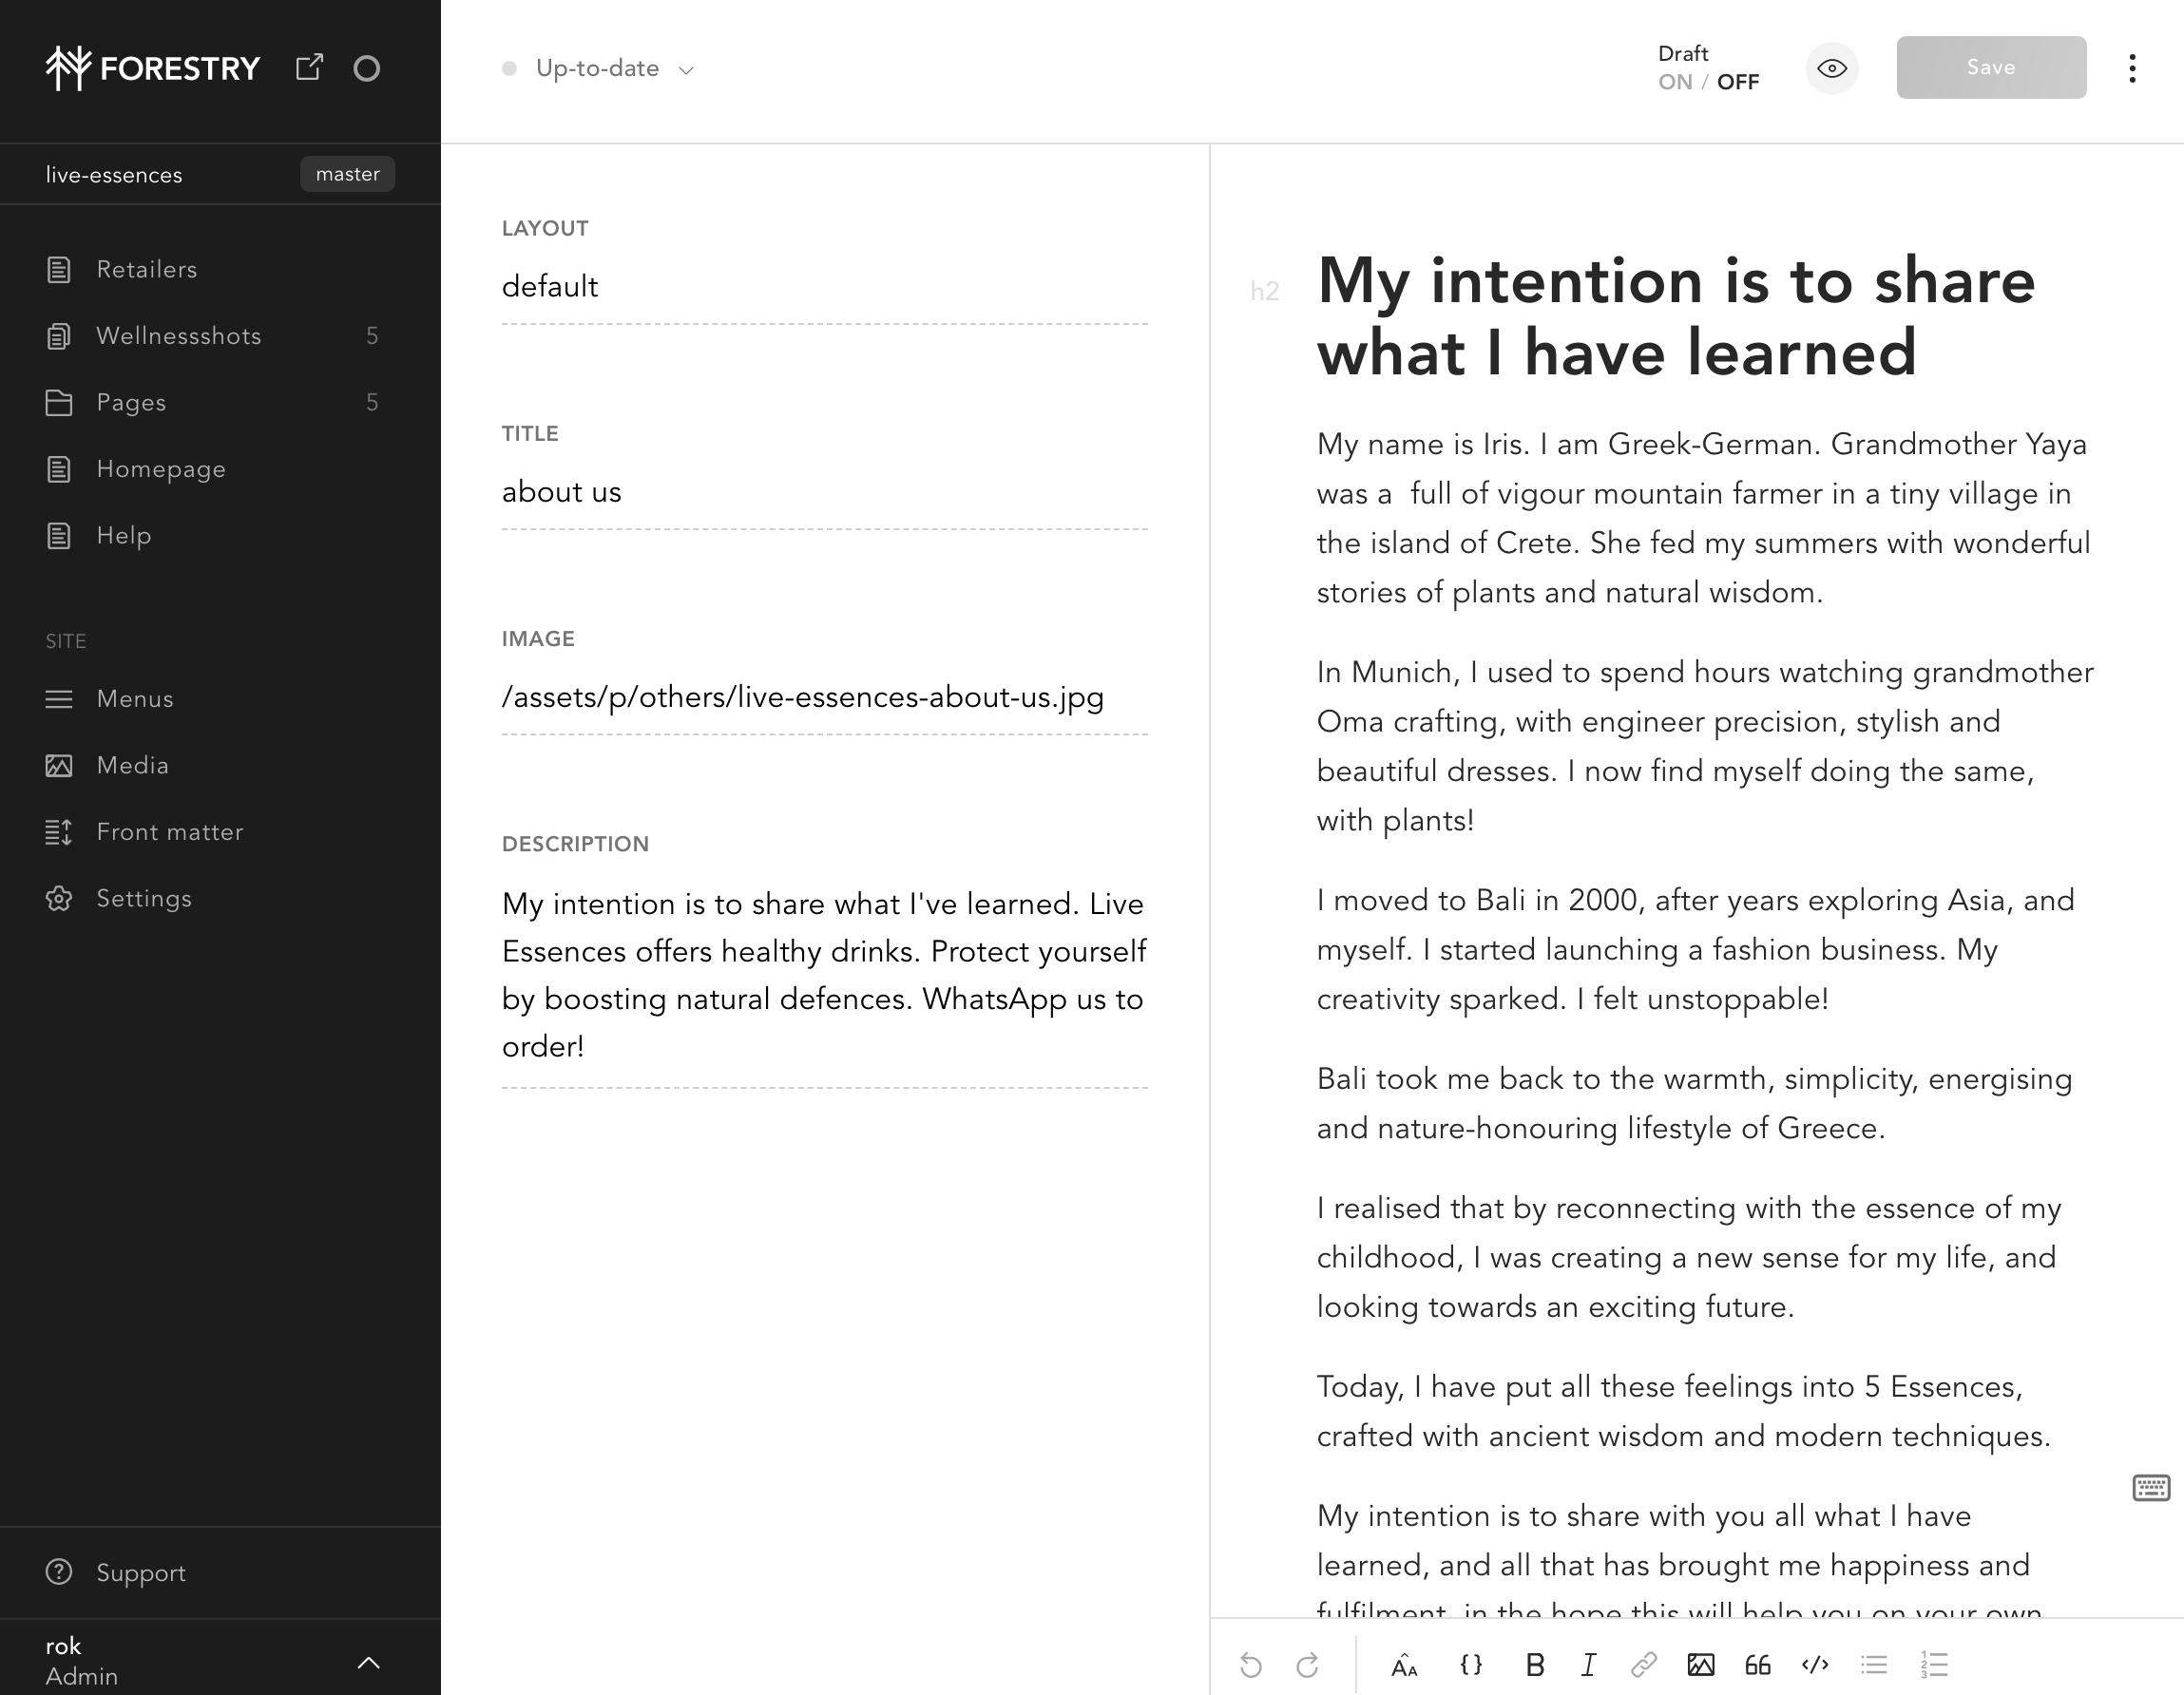 FORESTRY
live-essences master
Retailers
Wellnessshots 5
Pages 5
Homepage
Help
SITE
Menus
Media
Front matter
Settings
Support
rok
Admin
Up-to-date
Draft
ON / OFF
Save
LAYOUT
default
TITLE
about us
IMAGE
/assets/p/others/live-essences-about-us.jpg
DESCRIPTION
My intention is to share what I've learned. Live
Essences offers healthy drinks. Protect yourself
by boosting natural defences. WhatsApp us to
order!
h2
My intention is to share
what I have learned
My name is Iris. I am Greek-German. Grandmother Yaya
was a  full of vigour mountain farmer in a tiny village in
the island of Crete. She fed my summers with wonderful
stories of plants and natural wisdom.
In Munich, I used to spend hours watching grandmother
Oma crafting, with engineer precision, stylish and
beautiful dresses. I now find myself doing the same,
with plants!
I moved to Bali in 2000, after years exploring Asia, and
myself. I started launching a fashion business. My
creativity sparked. I felt unstoppable!
Bali took me back to the warmth, simplicity, energising
and nature-honouring lifestyle of Greece.
I realised that by reconnecting with the essence of my
childhood, I was creating a new sense for my life, and
looking towards an exciting future.
Today, I have put all these feelings into 5 Essences,
crafted with ancient wisdom and modern techniques.
My intention is to share with you all what I have
learned, and all that has brought me happiness and
fulfilment, in the hope this will help you on your own